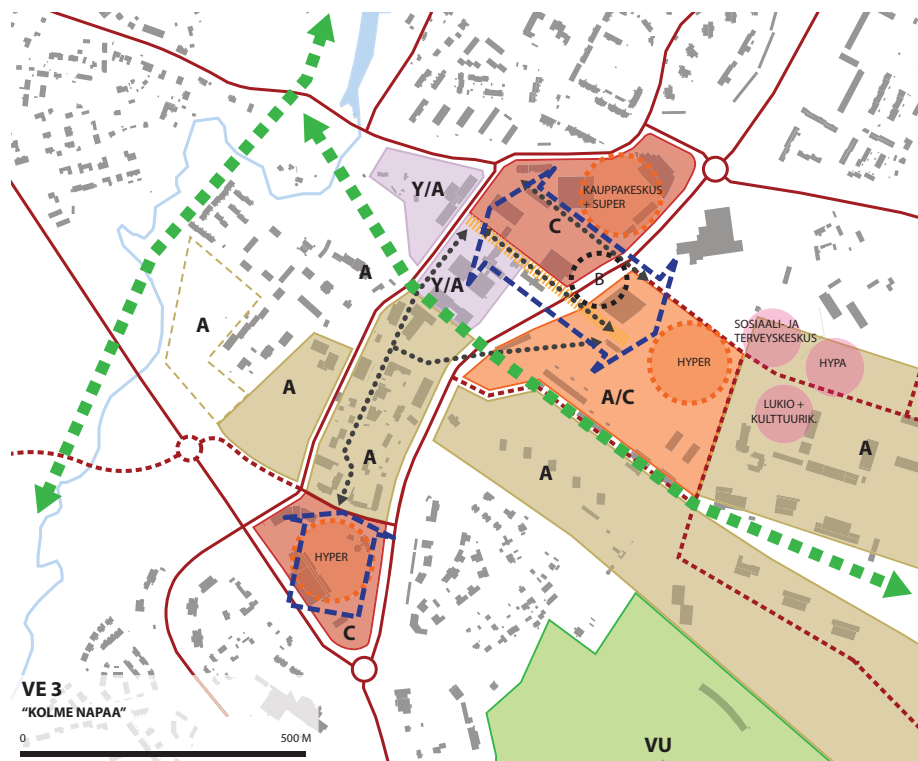 Y/A
KAUPPAKESKUS
+ SUPER
C
A
Y/A
B
A
SOSIAALI- JA
TERVEYSKESKUS
HYPER
HYPA
A
A/C
LUKIO +
KULTTUURIK.
A
A
A
HYPER
C
VE 3
“KOLME NAPAA”
0
500 M
VU